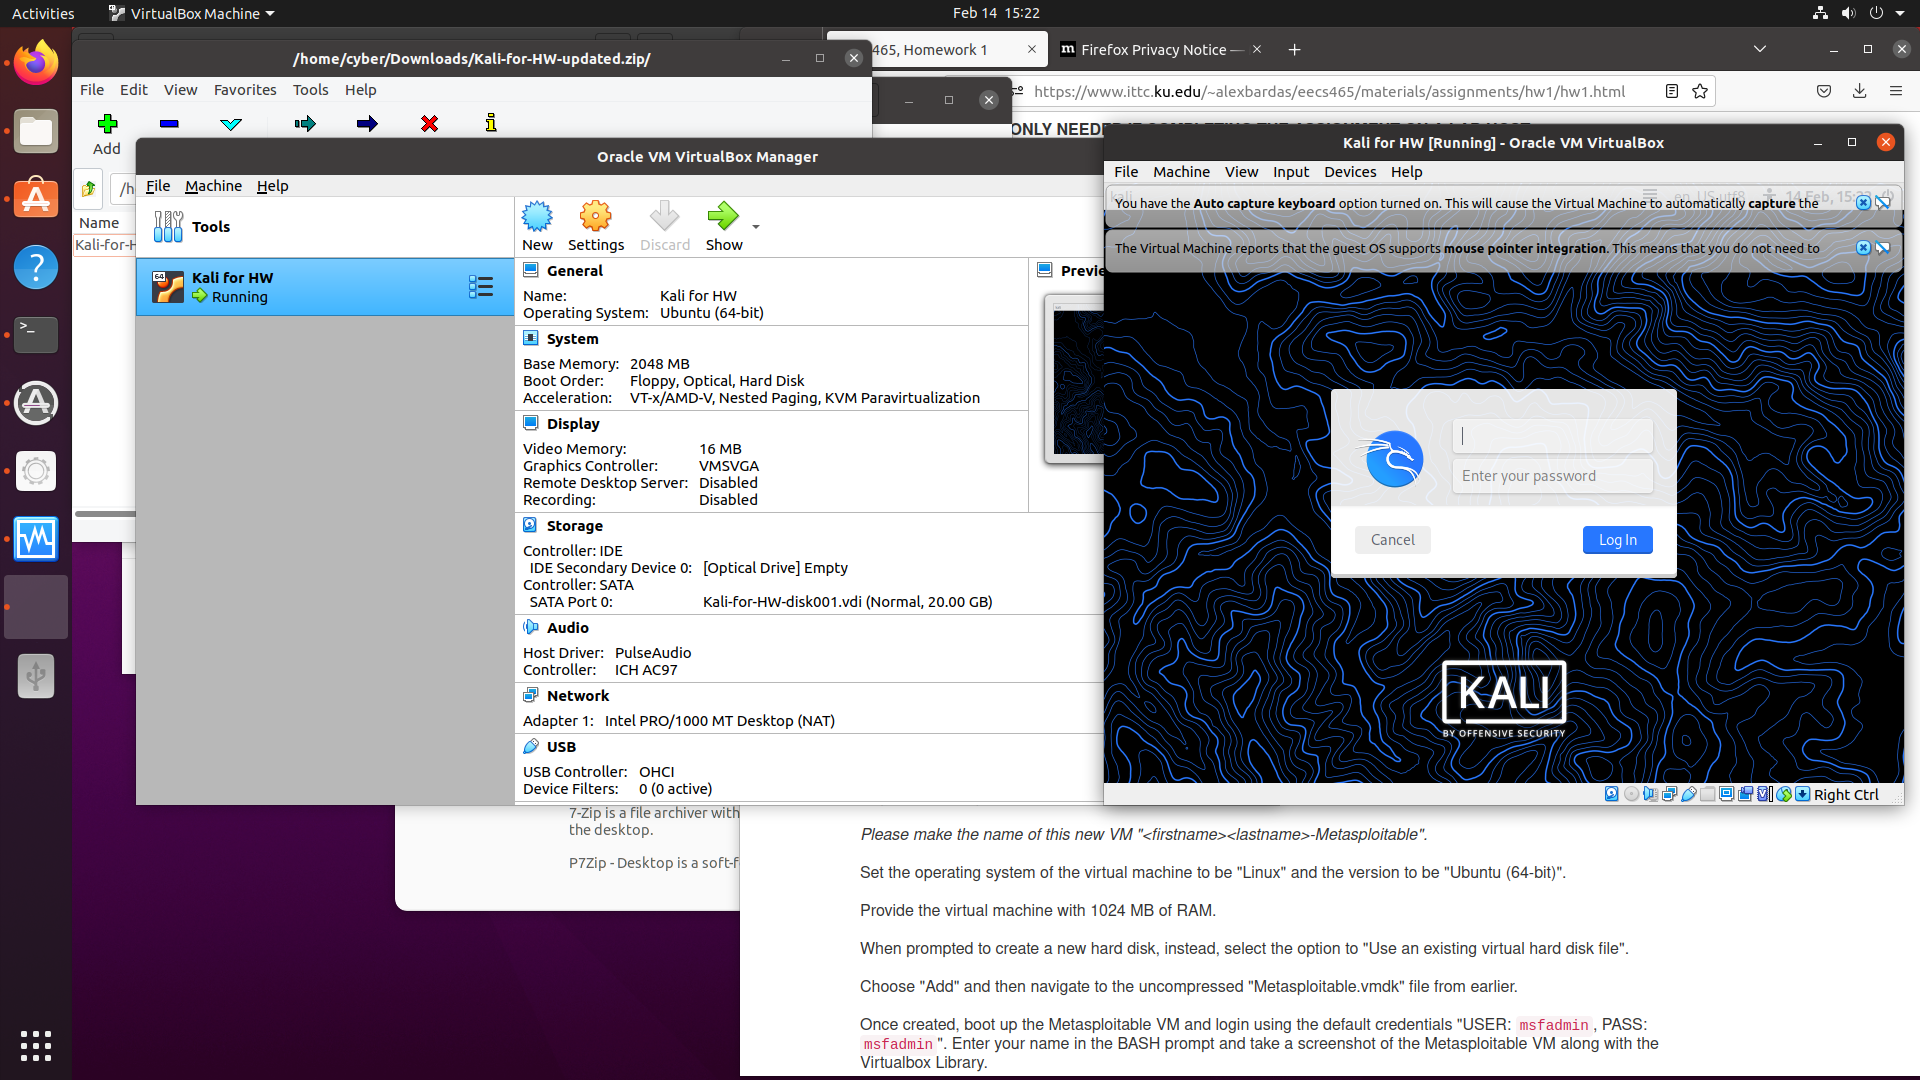 Activities
VirtualBox Machine
Feb 14 15:22
/home/cyber/Downloads/Kali-for-HW-updated.zip/
File Edit View Favorites Tools Help
Add
/h
Name
Kali-for-H
465, Homework 1
Firefox Privacy Notice —
https://www.ittc.ku.edu/~alexbardas/eecs465/materials/assignments/hw1/hw1.html
Oracle VM VirtualBox Manager
File Machine Help
Tools
New Settings Discard Show
64
Kali for HW
Running
General
Name: Kali for HW
Operating System: Ubuntu (64-bit)
Preview
System
Base Memory: 2048 MB
Boot Order: Floppy, Optical, Hard Disk
Acceleration: VT-x/AMD-V, Nested Paging, KVM Paravirtualization
Display
Video Memory: 16 MB
Graphics Controller: VMSVGA
Remote Desktop Server: Disabled
Recording: Disabled
Storage
Controller: IDE
IDE Secondary Device 0: [Optical Drive] Empty
Controller: SATA
SATA Port 0: Kali-for-HW-disk001.vdi (Normal, 20.00 GB)
Audio
Host Driver: PulseAudio
Controller: ICH AC97
Network
Adapter 1: Intel PRO/1000 MT Desktop (NAT)
USB
USB Controller: OHCI
Device Filters: 0 (0 active)
Kali for HW [Running] - Oracle VM VirtualBox
File Machine View Input Devices Help
kali en_US.utf8 14 Feb, 15:22
You have the Auto capture keyboard option turned on. This will cause the Virtual Machine to automatically capture the
The Virtual Machine reports that the guest OS supports mouse pointer integration. This means that you do not need to
Enter your password
Cancel
Log In
KALI
BY OFFENSIVE SECURITY
Right Ctrl
7-Zip is a file archiver with
the desktop.
P7Zip - Desktop is a soft-f
Please make the name of this new VM "<firstname><lastname>-Metasploitable".
Set the operating system of the virtual machine to be "Linux" and the version to be "Ubuntu (64-bit)".
Provide the virtual machine with 1024 MB of RAM.
When prompted to create a new hard disk, instead, select the option to "Use an existing virtual hard disk file".
Choose "Add" and then navigate to the uncompressed "Metasploitable.vmdk" file from earlier.
Once created, boot up the Metasploitable VM and login using the default credentials "USER: msfadmin, PASS:
msfadmin". Enter your name in the BASH prompt and take a screenshot of the Metasploitable VM along with the
Virtualbox Library.